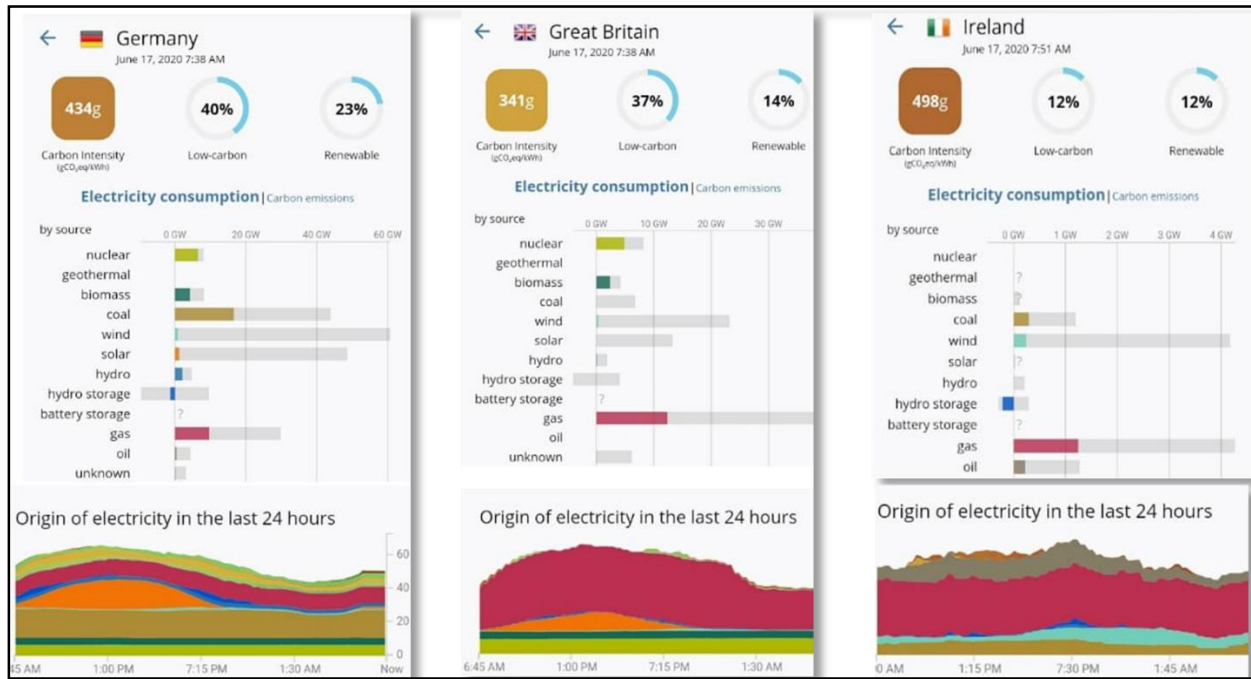 Germany
June 17, 2020 7:38 AM
434g
40%
23%
Carbon Intensity
(gCO₂eq/kWh)
Low-carbon
Renewable
Electricity consumption|Carbon emissions
by source
0 GW 20 GW 40 GW 60 GW
nuclear
geothermal
biomass
coal
wind
solar
hydro
hydro storage
battery storage ?
gas
oil
unknown
Origin of electricity in the last 24 hours
60
40
20
0
45 AM 1:00 PM 7:15 PM 1:30 AM Now
Great Britain
June 17, 2020 7:38 AM
341g
37%
14%
Carbon Intensity
(gCO₂eq/kWh)
Low-carbon
Renewable
Electricity consumption|Carbon emissions
by source
0 GW 10 GW 20 GW 30 GW
nuclear
geothermal
biomass
coal
wind
solar
hydro
hydro storage
battery storage ?
gas
oil
unknown
Origin of electricity in the last 24 hours
6:45 AM 1:00 PM 7:15 PM 1:30 AM
Ireland
June 17, 2020 7:51 AM
498g
12%
12%
Carbon Intensity
(gCO₂eq/kWh)
Low-carbon
Renewable
Electricity consumption|Carbon emissions
by source
0 GW 1 GW 2 GW 3 GW 4 GW
nuclear
geothermal ?
biomass ?
coal
wind
solar ?
hydro
hydro storage
battery storage ?
gas
oil
Origin of electricity in the last 24 hours
0 AM 1:15 PM 7:30 PM 1:45 AM